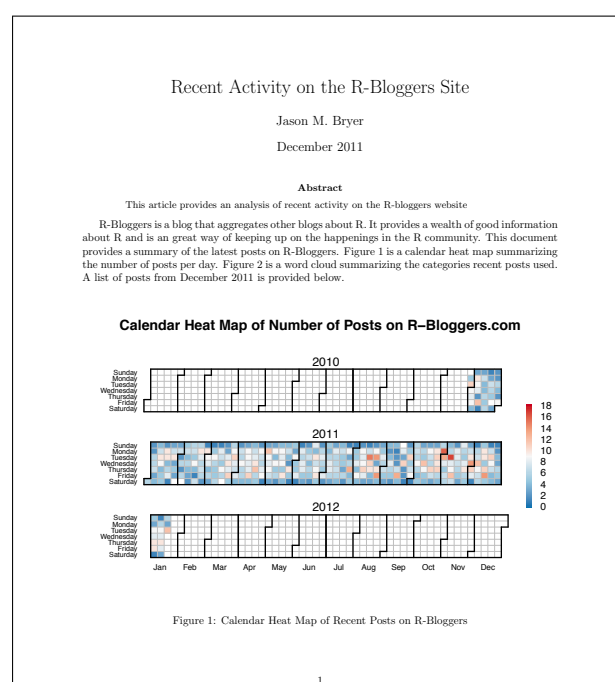 Recent Activity on the R-Bloggers Site
Jason M. Bryer
December 2011
Abstract
This article provides an analysis of recent activity on the R-bloggers website
R-Bloggers is a blog that aggregates other blogs about R. It provides a wealth of good information
about R and is an great way of keeping up on the happenings in the R community. This document
provides a summary of the latest posts on R-Bloggers. Figure 1 is a calendar heat map summarizing
the number of posts per day. Figure 2 is a word cloud summarizing the categories recent posts used.
A list of posts from December 2011 is provided below.
Calendar Heat Map of Number of Posts on R−Bloggers.com
2010
Sunday
Monday
Tuesday
Wednesday
Thursday
Friday
Saturday
2011
Sunday
Monday
Tuesday
Wednesday
Thursday
Friday
Saturday
2012
Sunday
Monday
Tuesday
Wednesday
Thursday
Friday
Saturday
Jan Feb Mar Apr May Jun Jul Aug Sep Oct Nov Dec
18
16
14
12
10
8
6
4
2
0
Figure 1: Calendar Heat Map of Recent Posts on R-Bloggers
1